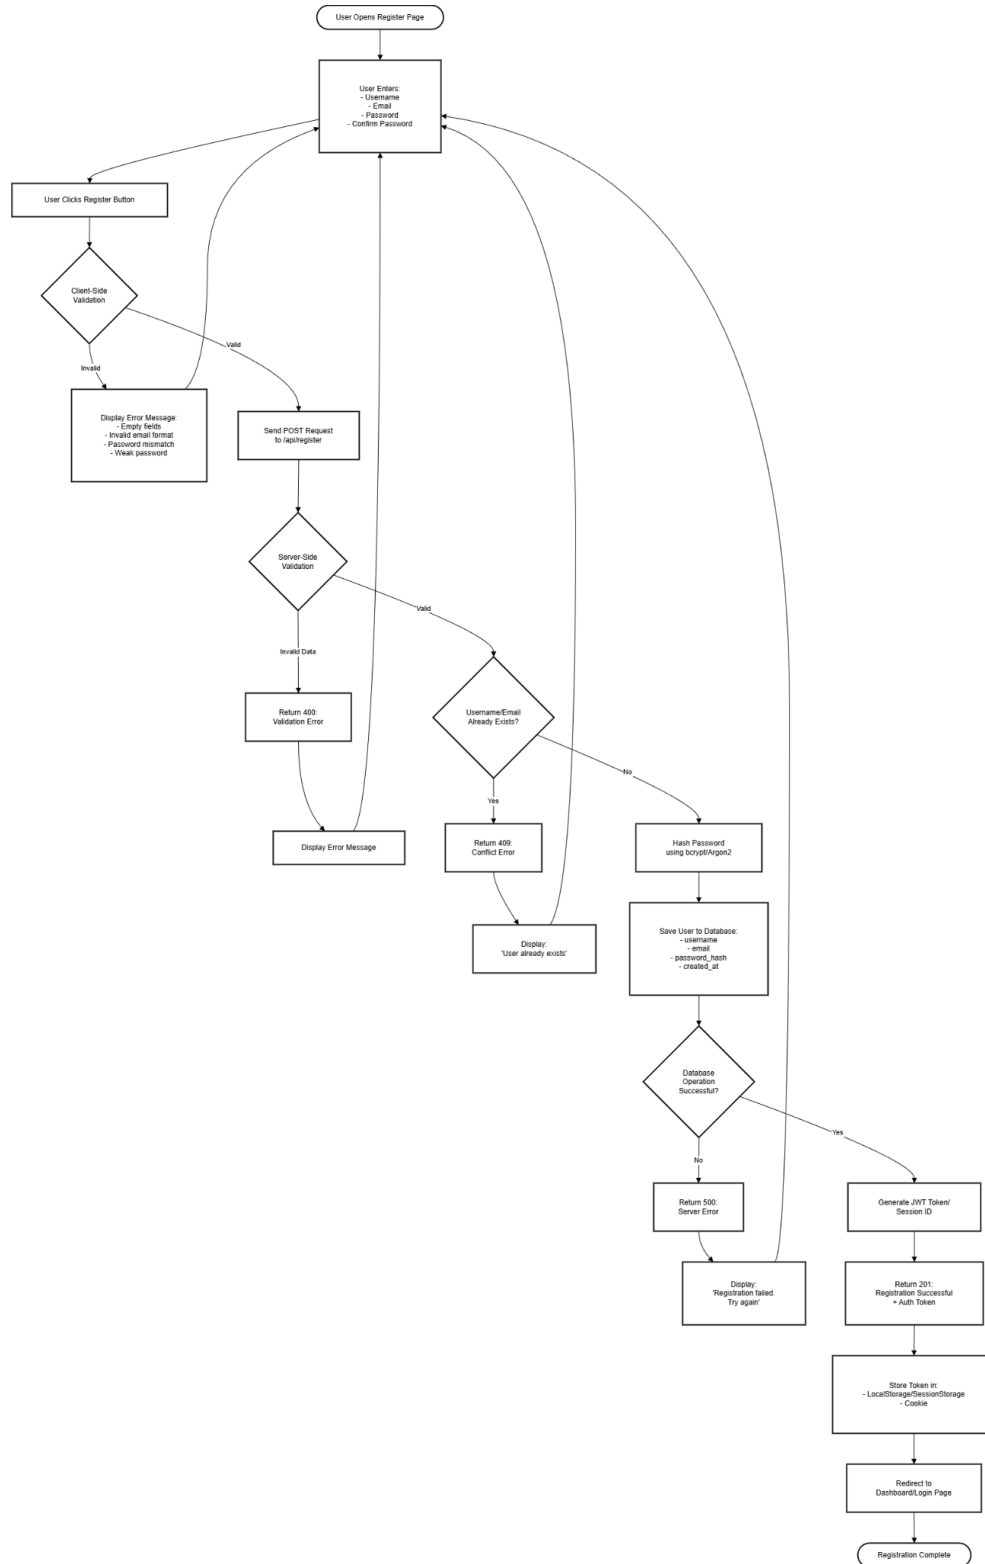 User Opens Register Page
User Enters:
- Username
- Email
- Password
- Confirm Password
User Clicks Register Button
Client-Side
Validation
Valid
Invalid
Display Error Message:
- Empty fields
- Invalid email format
- Password mismatch
- Weak password
Send POST Request
to /api/register
Server-Side
Validation
Valid
Invalid Data
Return 400:
Validation Error
Username/Email
Already Exists?
No
Yes
Display Error Message
Return 409:
Conflict Error
Hash Password
using bcrypt/Argon2
Display:
'User already exists'
Save User to Database:
- username
- email
- password_hash
- created_at
Database
Operation
Successful?
Yes
No
Return 500:
Server Error
Generate JWT Token/
Session ID
Display:
'Registration failed.
Try again'
Return 201:
Registration Successful
+ Auth Token
Store Token in:
- LocalStorage/SessionStorage
- Cookie
Redirect to
Dashboard/Login Page
Registration Complete